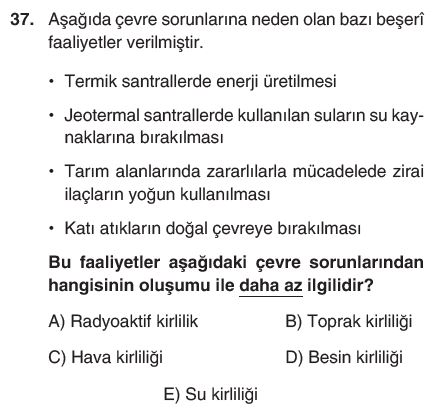 37. Aşağıda çevre sorunlarına neden olan bazı beşerî
faaliyetler verilmiştir.
• Termik santrallerde enerji üretilmesi
• Jeotermal santrallerde kullanılan suların su kay-
naklarına bırakılması
• Tarım alanlarında zararlılarla mücadelede zirai
ilaçların yoğun kullanılması
• Katı atıkların doğal çevreye bırakılması
Bu faaliyetler aşağıdaki çevre sorunlarından
hangisinin oluşumu ile daha az ilgilidir?
A) Radyoaktif kirlilik B) Toprak kirliliği
C) Hava kirliliği D) Besin kirliliği
E) Su kirliliği